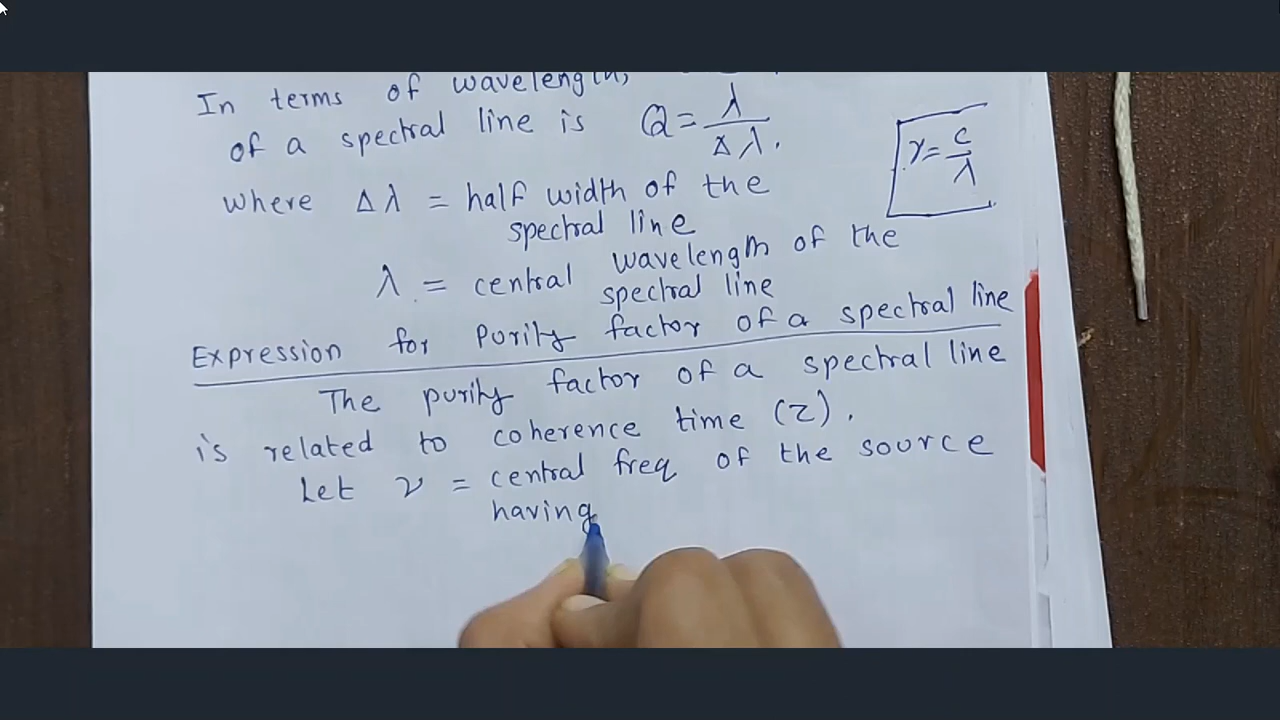 In terms of wavelength,
of a spectral line is Q = λ/Δλ.
γ = c/λ
where Δλ = half width of the
spectral line
λ = central wavelength of the
spectral line
Expression for Purity factor of a spectral line
The purity factor of a spectral line
is related to coherence time (τ).
Let ν = central freq of the source
having